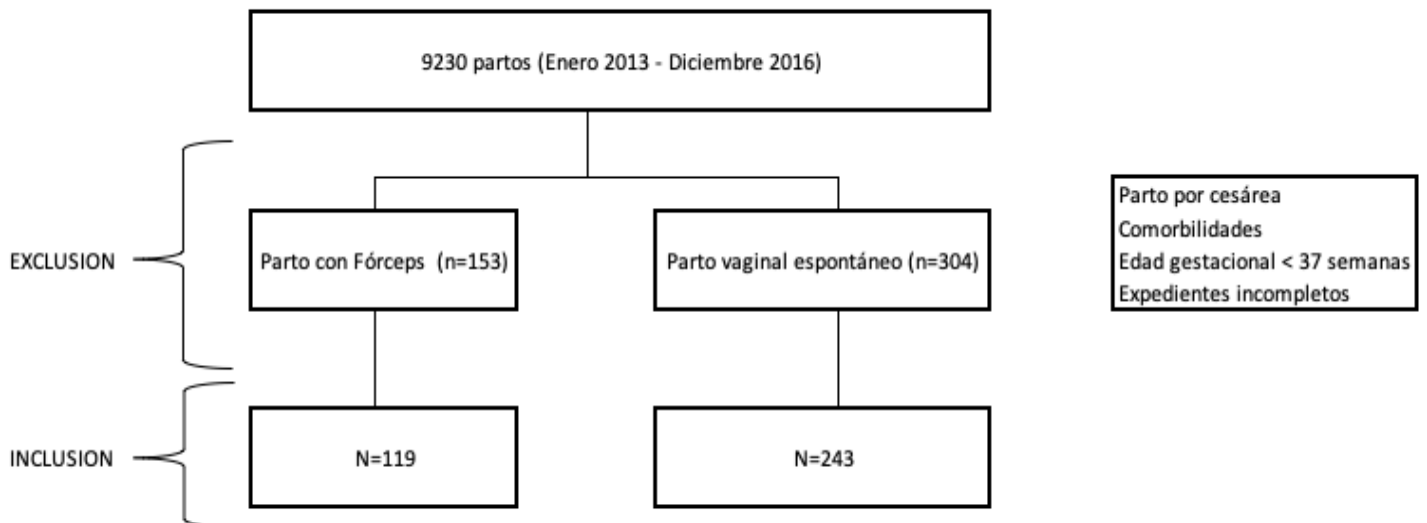 9230 partos (Enero 2013 - Diciembre 2016)
EXCLUSION
Parto con Fórceps (n=153)
Parto vaginal espontáneo (n=304)
Parto por cesárea
Comorbilidades
Edad gestacional < 37 semanas
Expedientes incompletos
INCLUSION
N=119
N=243